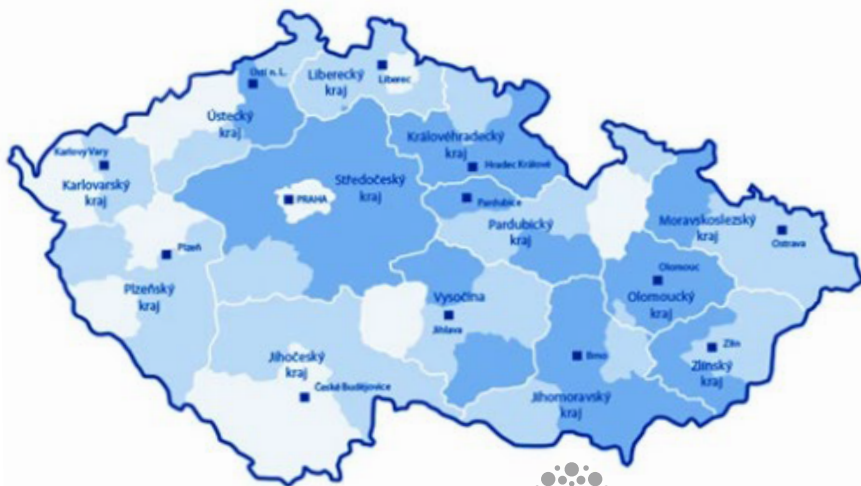 Ústí n. L.
Liberecký
kraj
Liberec
Ústecký
kraj
Královéhradecký
kraj
Hradec Králové
Karlovy Vary
Karlovarský
kraj
Středočeský
kraj
PRAHA
Pardubice
Pardubický
kraj
Moravskoslezský
kraj
Ostrava
Plzeň
Plzeňský
kraj
Olomouc
Olomoucký
kraj
Vysočina
Jihlava
Zlín
Zlínský
kraj
Brno
Jihočeský
kraj
České Budějovice
Jihomoravský
kraj